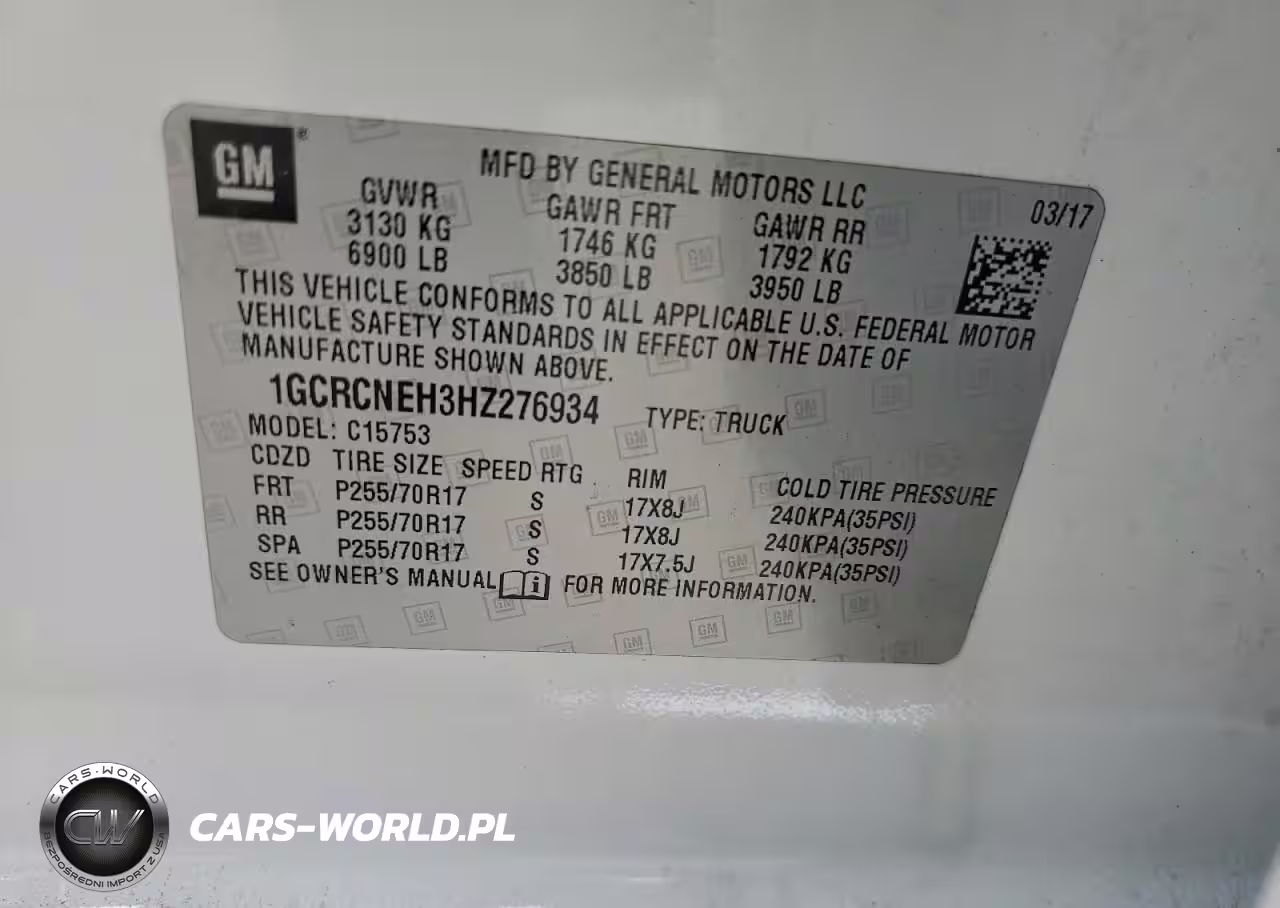 GM
MFD BY GENERAL MOTORS LLC
03/17
GVWR GAWR FRT GAWR RR
3130 KG 1746 KG 1792 KG
6900 LB 3850 LB 3950 LB
THIS VEHICLE CONFORMS TO ALL APPLICABLE U.S. FEDERAL MOTOR
VEHICLE SAFETY STANDARDS IN EFFECT ON THE DATE OF
MANUFACTURE SHOWN ABOVE.
1GCRCNEH3HZ276934 TYPE: TRUCK
MODEL: C15753
CDZD TIRE SIZE SPEED RTG RIM COLD TIRE PRESSURE
FRT P255/70R17 S 17X8J 240KPA(35PSI)
RR P255/70R17 S 17X8J 240KPA(35PSI)
SPA P255/70R17 S 17X7.5J 240KPA(35PSI)
SEE OWNER'S MANUAL FOR MORE INFORMATION.
CARS-WORLD
CW
BEZPOŚREDNI IMPORT Z USA
CARS-WORLD.PL